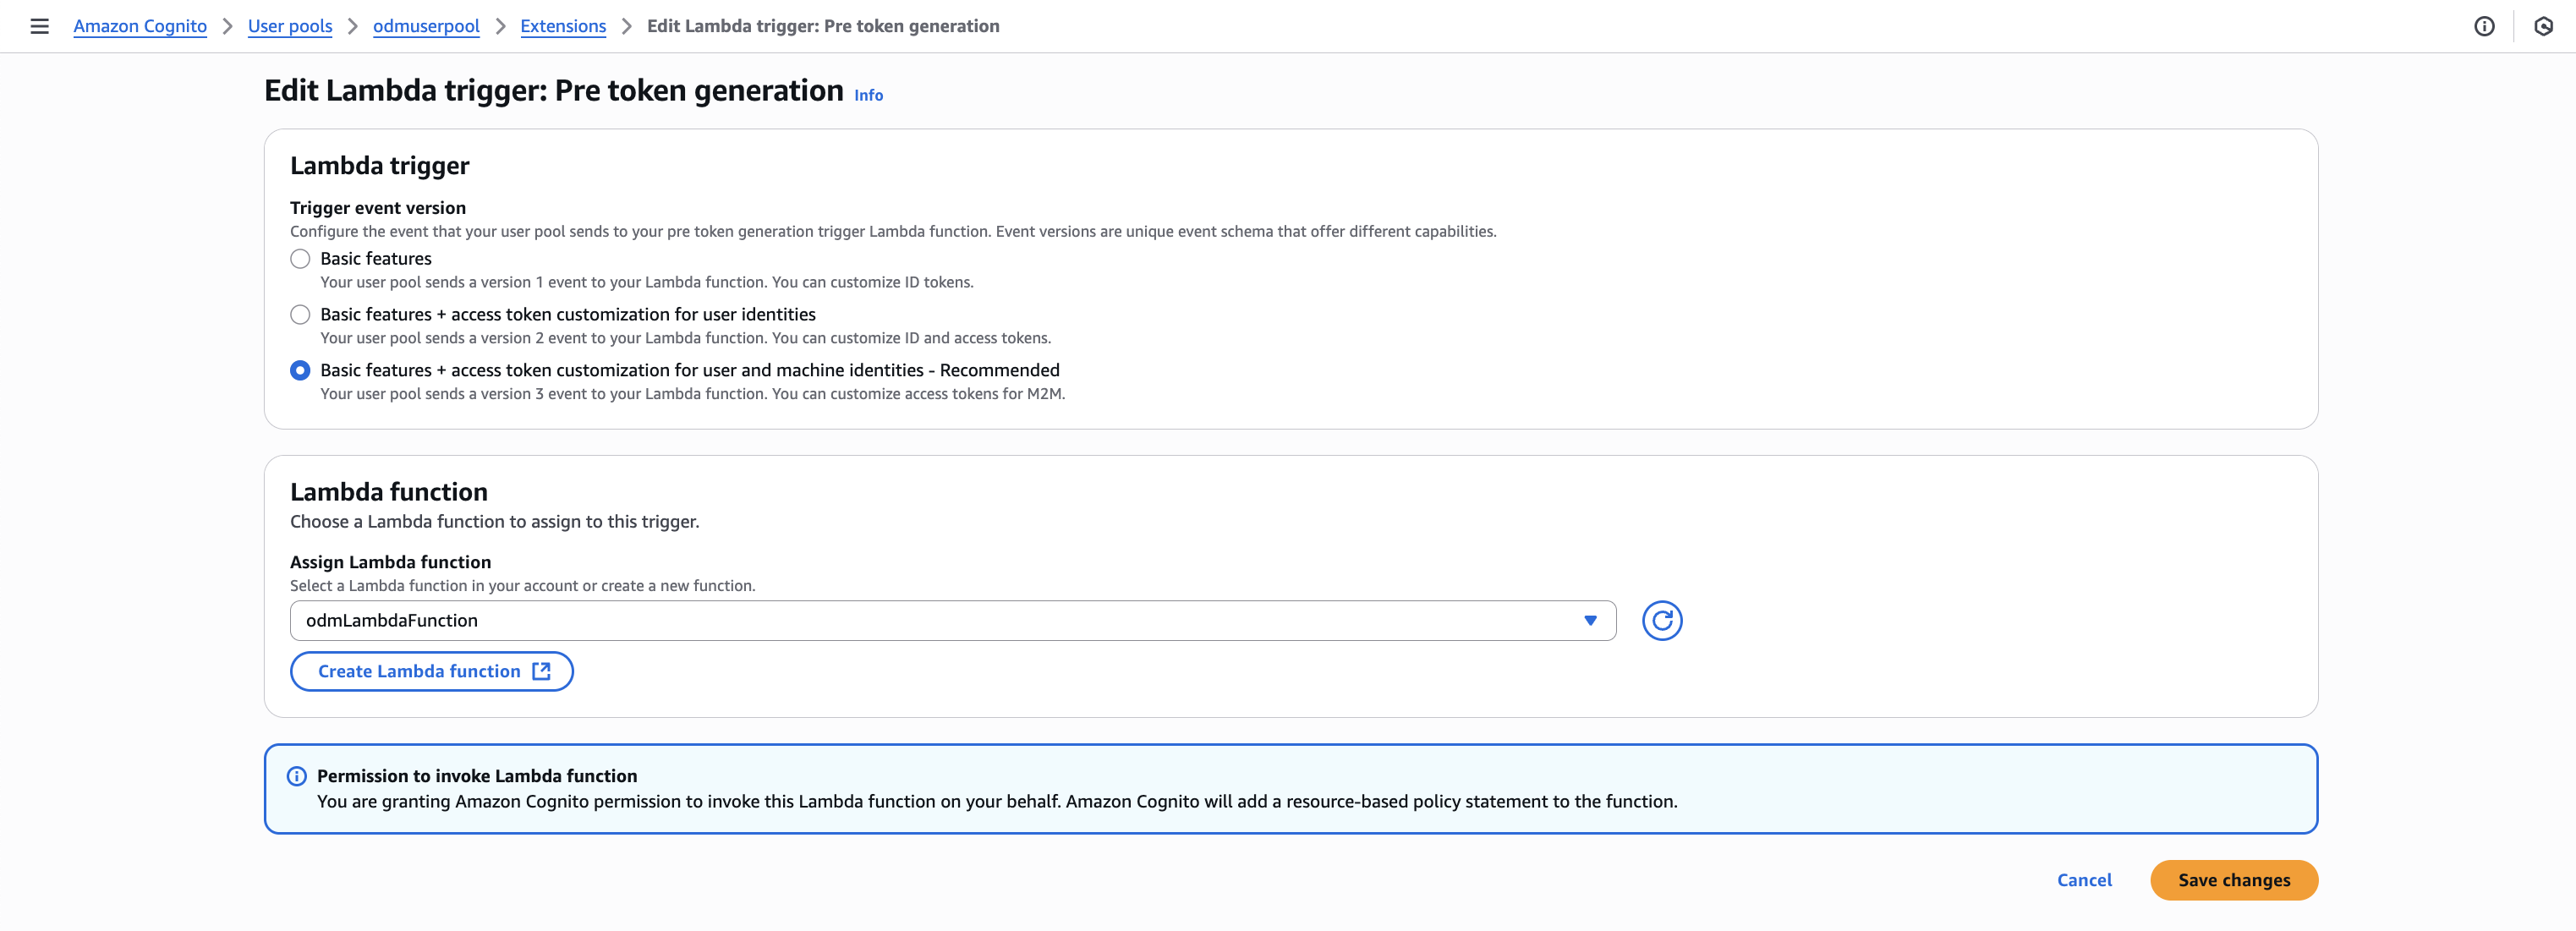 Amazon Cognito > User pools > odmuserpool > Extensions > Edit Lambda trigger: Pre token generation
Edit Lambda trigger: Pre token generation Info
Lambda trigger
Trigger event version
Configure the event that your user pool sends to your pre token generation trigger Lambda function. Event versions are unique event schema that offer different capabilities.
Basic features
Your user pool sends a version 1 event to your Lambda function. You can customize ID tokens.
Basic features + access token customization for user identities
Your user pool sends a version 2 event to your Lambda function. You can customize ID and access tokens.
Basic features + access token customization for user and machine identities - Recommended
Your user pool sends a version 3 event to your Lambda function. You can customize access tokens for M2M.
Lambda function
Choose a Lambda function to assign to this trigger.
Assign Lambda function
Select a Lambda function in your account or create a new function.
odmLambdaFunction
Create Lambda function
Permission to invoke Lambda function
You are granting Amazon Cognito permission to invoke this Lambda function on your behalf. Amazon Cognito will add a resource-based policy statement to the function.
Cancel Save changes